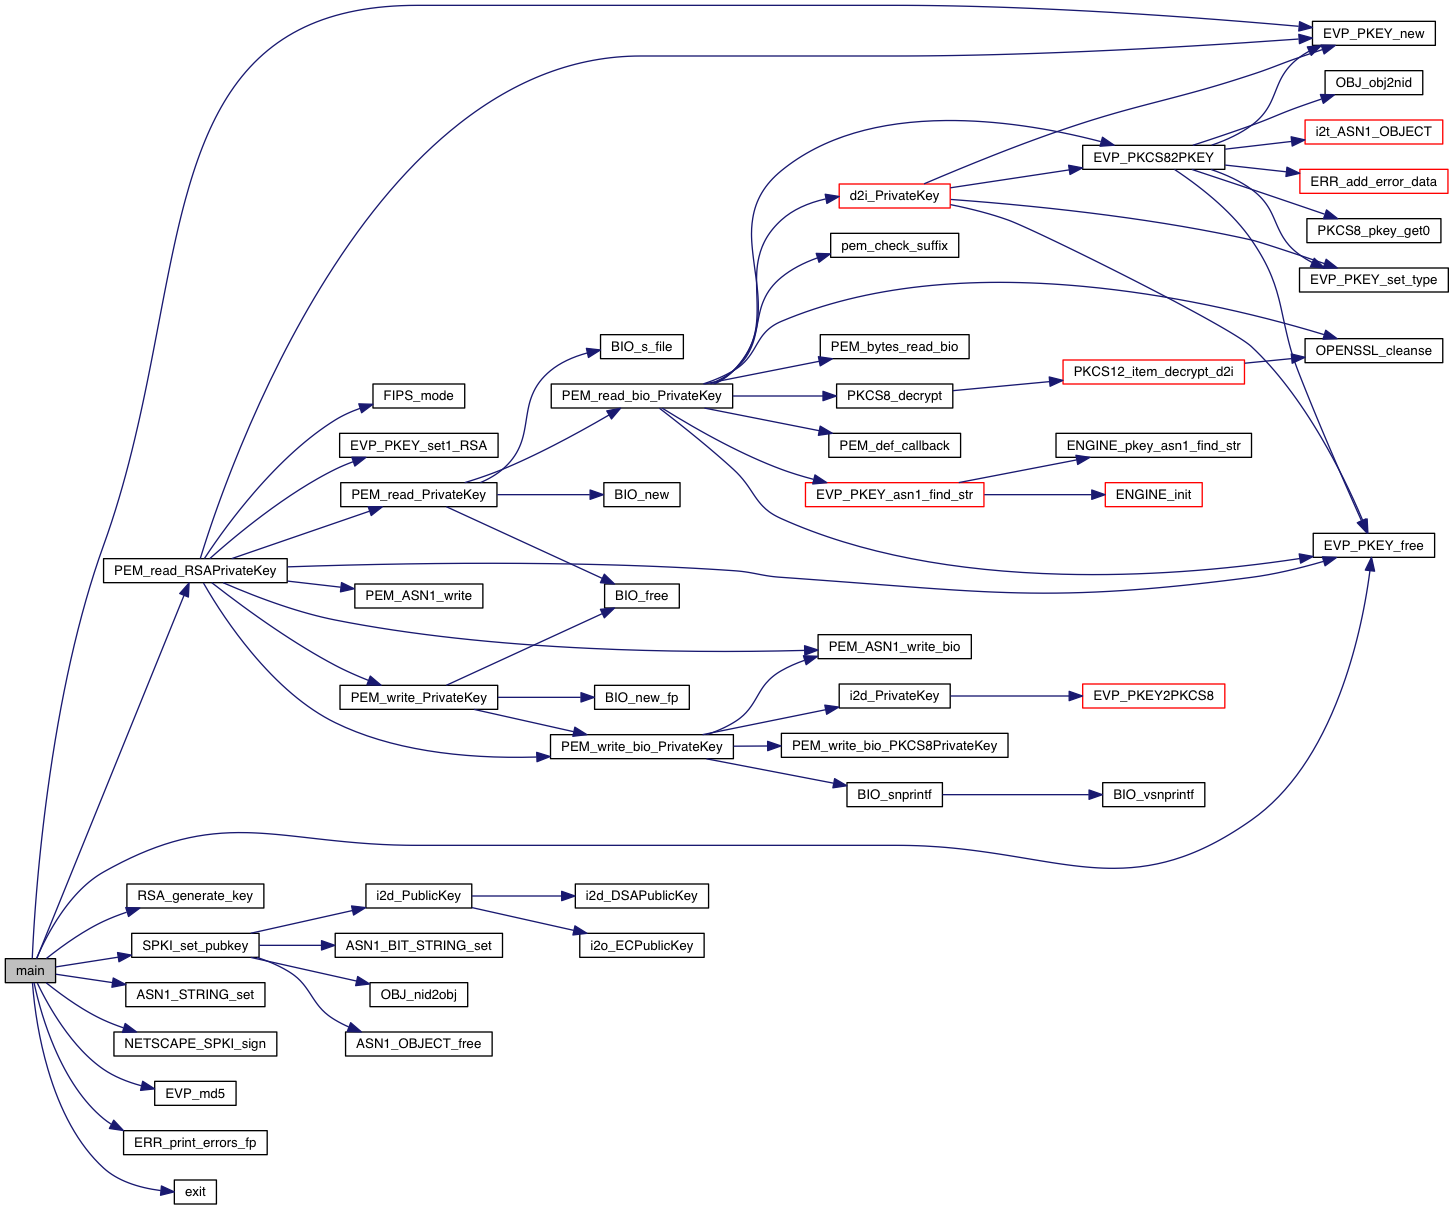 EVP_PKEY_new
OBJ_obj2nid
i2t_ASN1_OBJECT
EVP_PKCS82PKEY
ERR_add_error_data
d2i_PrivateKey
PKCS8_pkey_get0
pem_check_suffix
EVP_PKEY_set_type
BIO_s_file
PEM_bytes_read_bio
OPENSSL_cleanse
PKCS12_item_decrypt_d2i
FIPS_mode
PEM_read_bio_PrivateKey
PKCS8_decrypt
EVP_PKEY_set1_RSA
PEM_def_callback
ENGINE_pkey_asn1_find_str
PEM_read_PrivateKey
BIO_new
EVP_PKEY_asn1_find_str
ENGINE_init
EVP_PKEY_free
PEM_read_RSAPrivateKey
PEM_ASN1_write
BIO_free
PEM_ASN1_write_bio
PEM_write_PrivateKey
BIO_new_fp
i2d_PrivateKey
EVP_PKEY2PKCS8
PEM_write_bio_PrivateKey
PEM_write_bio_PKCS8PrivateKey
BIO_snprintf
BIO_vsnprintf
RSA_generate_key
i2d_PublicKey
i2d_DSAPublicKey
SPKI_set_pubkey
ASN1_BIT_STRING_set
i2o_ECPublicKey
main
ASN1_STRING_set
OBJ_nid2obj
NETSCAPE_SPKI_sign
ASN1_OBJECT_free
EVP_md5
ERR_print_errors_fp
exit